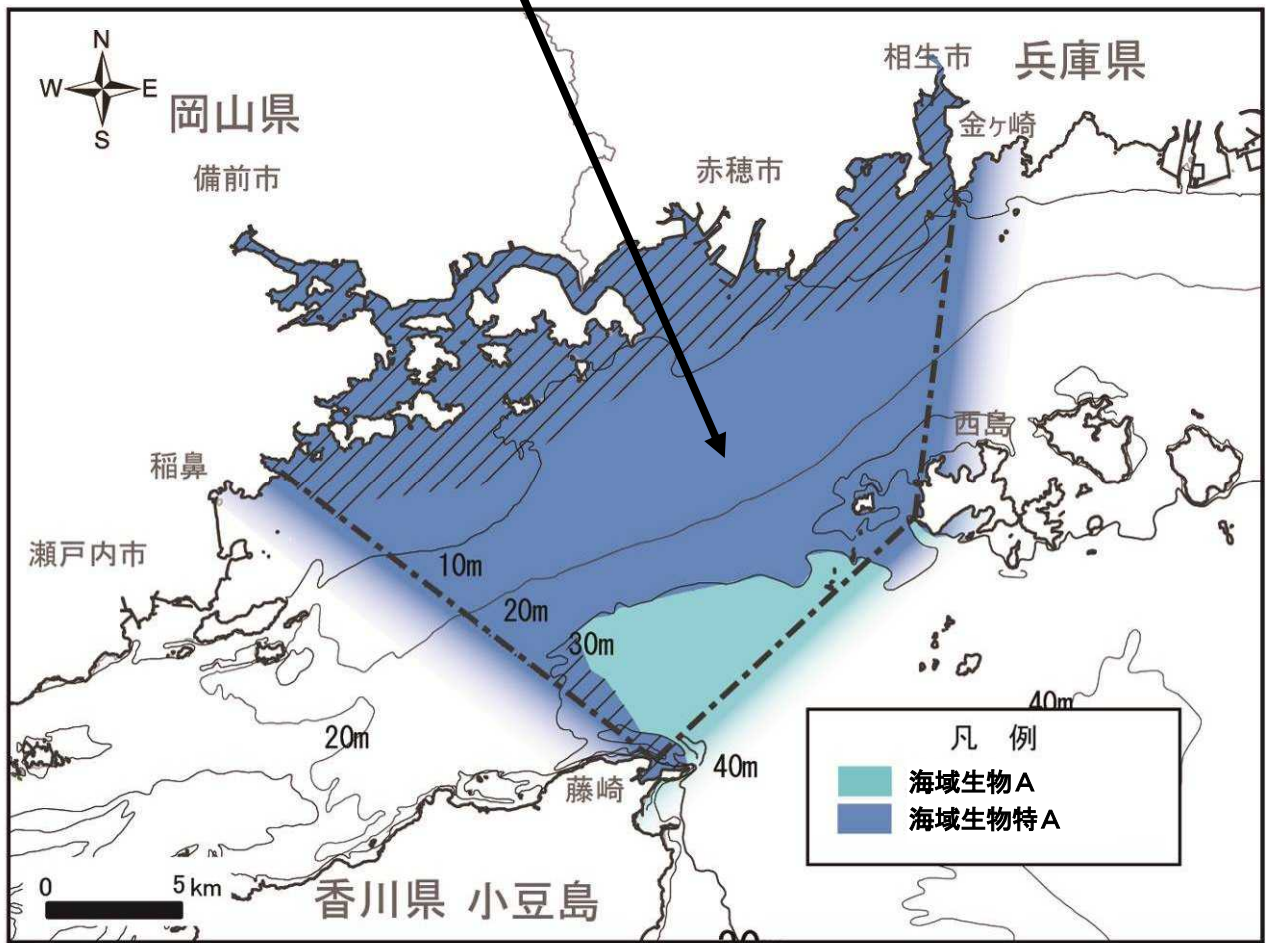 N
W
E
S
岡山県
備前市
相生市
兵庫県
金ヶ崎
赤穂市
稲鼻
瀬戸内市
西島
10m
20m
30m
20m
40m
40m
藤崎
凡 例
海域生物A
海域生物特A
0
5km
香川県 小豆島